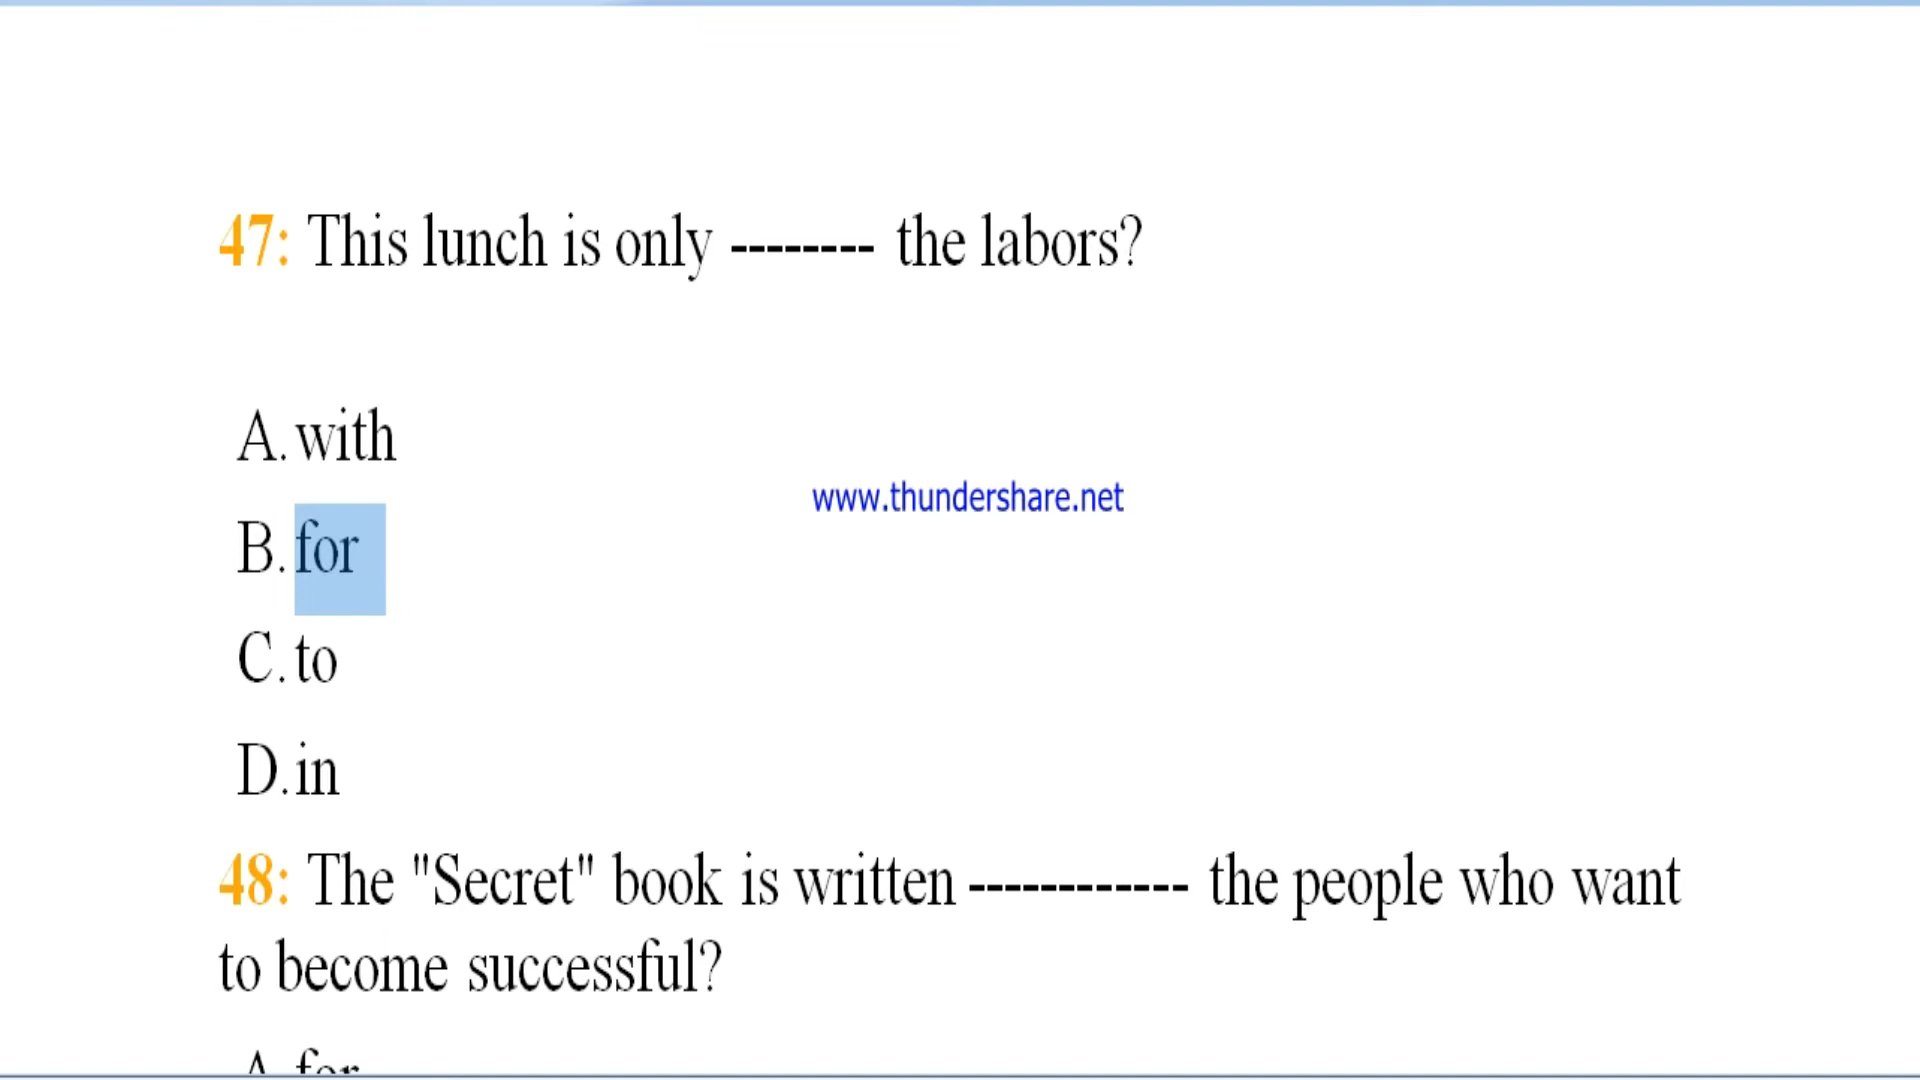 47: This lunch is only -------- the labors?
A. with
www.thundershare.net
B. for
C. to
D. in
48: The "Secret" book is written ------------ the people who want
to become successful?
A. for